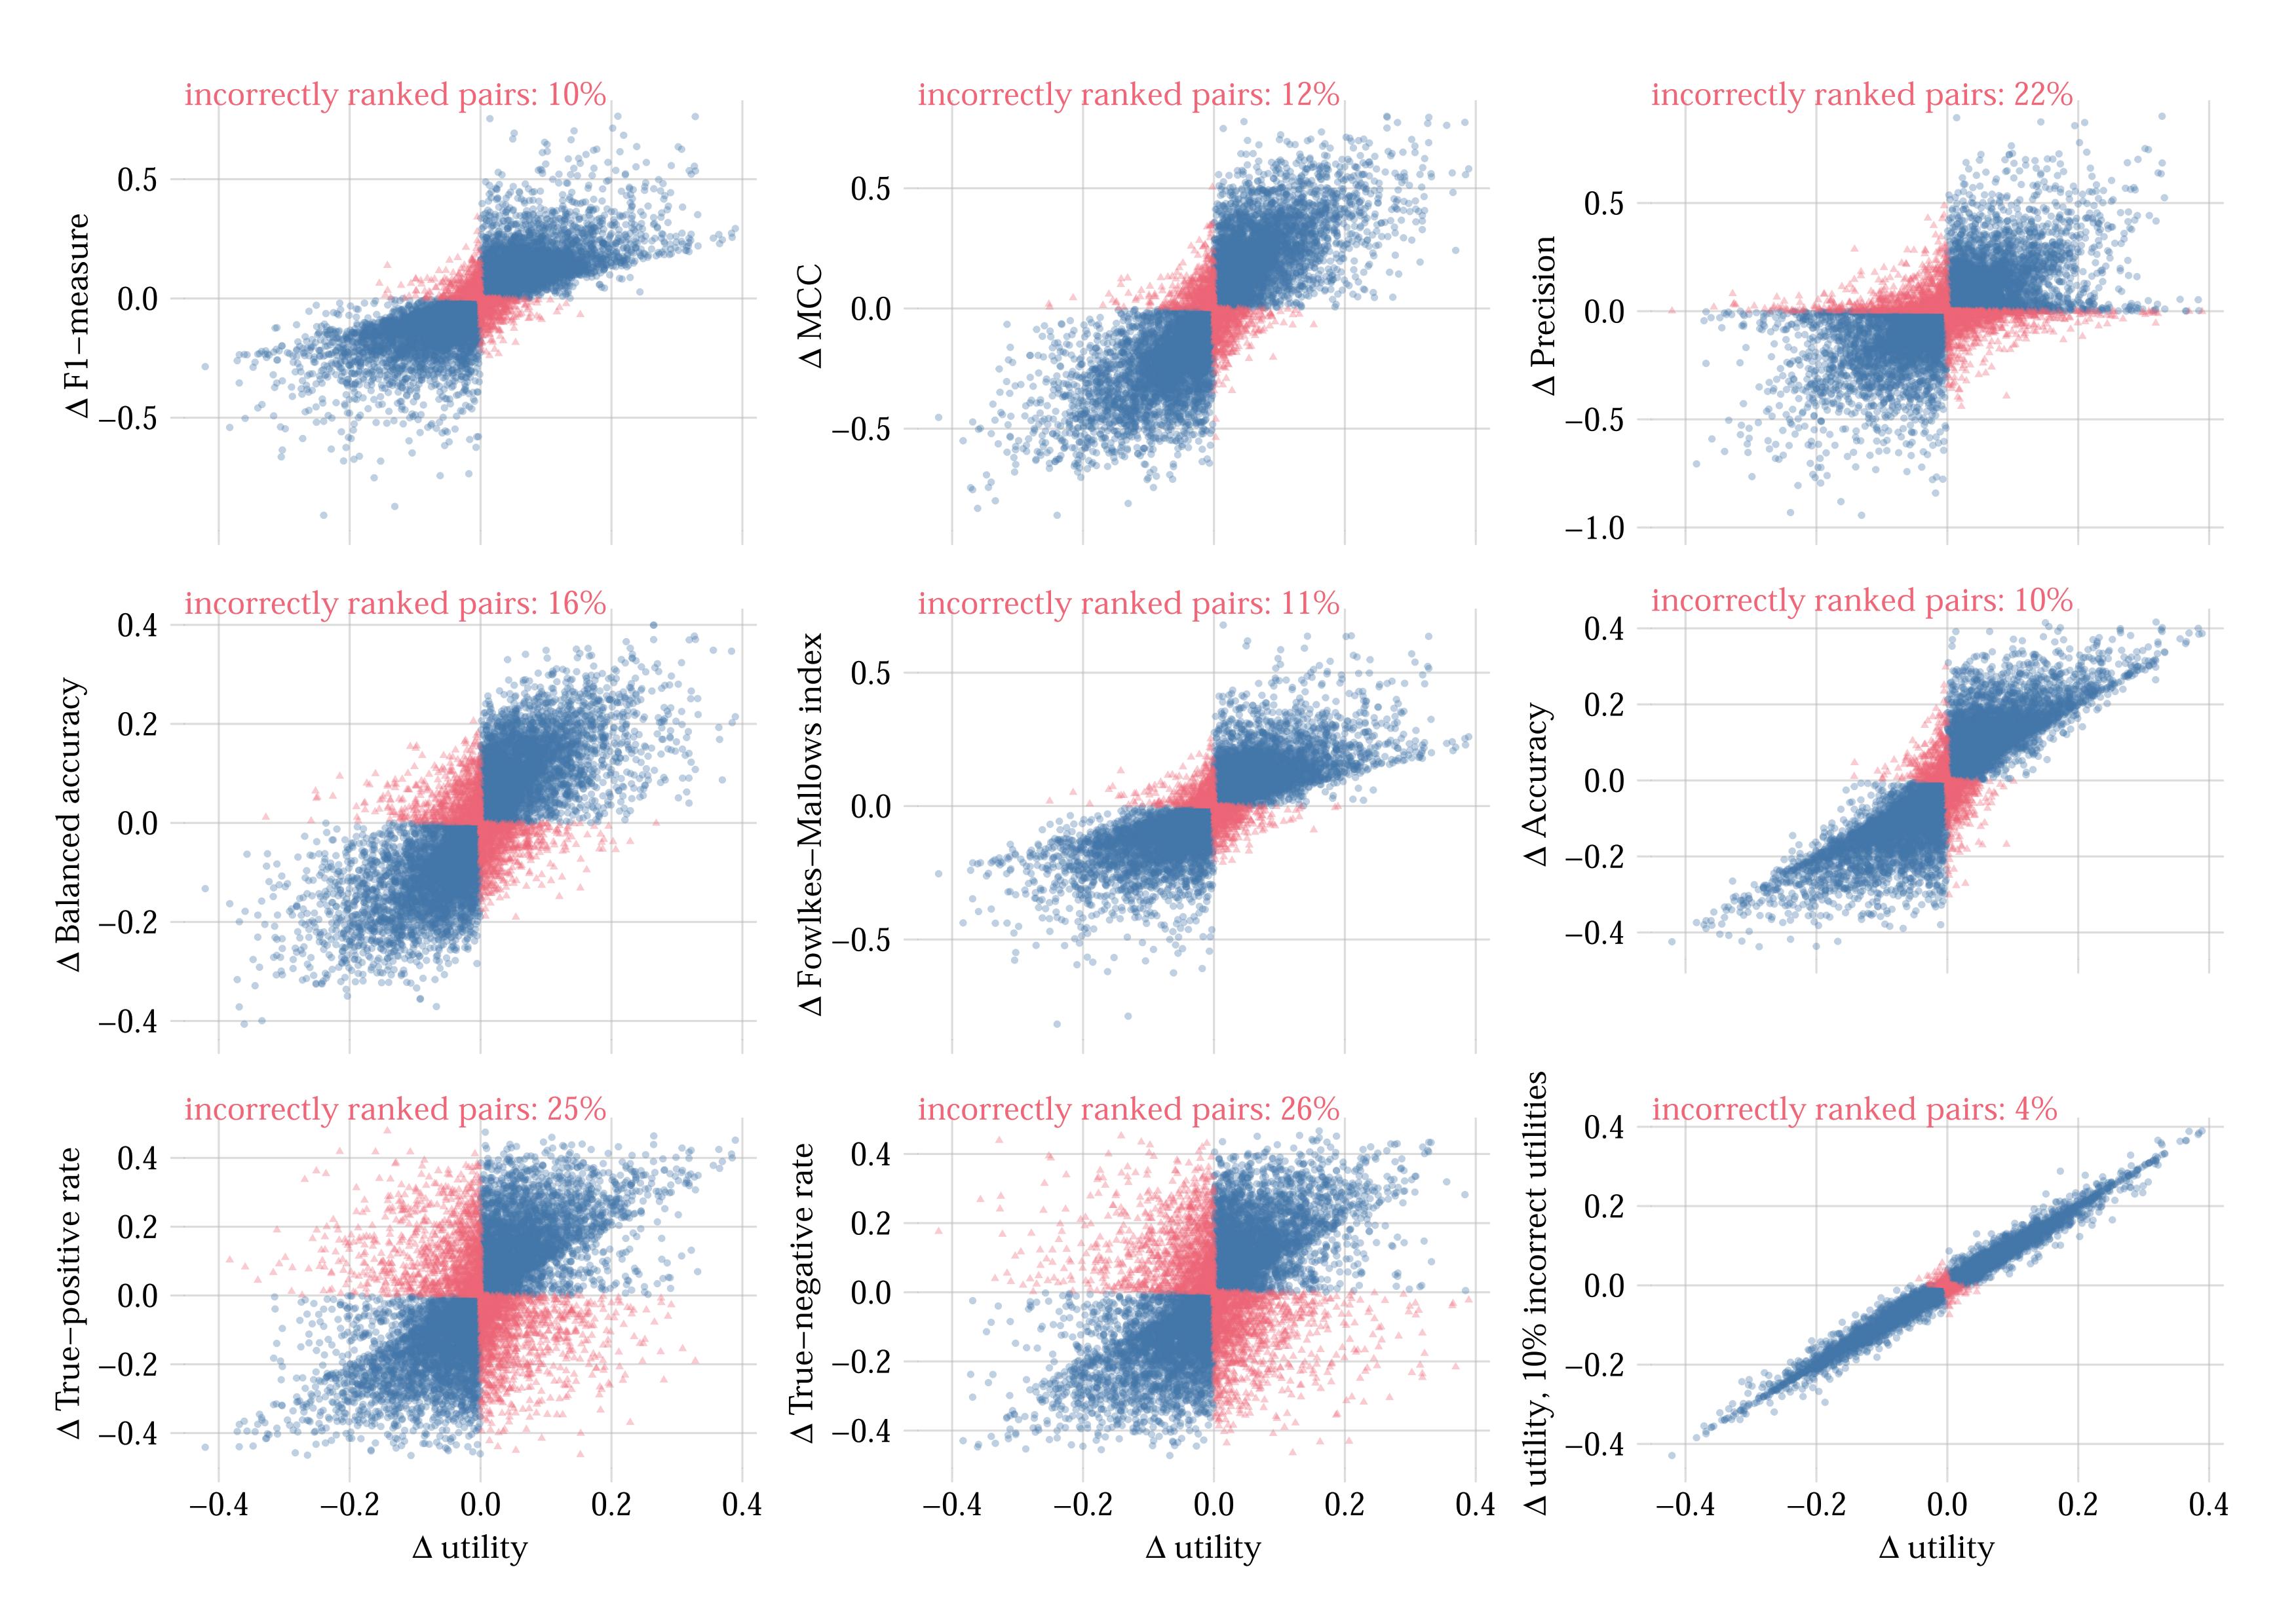 incorrectly ranked pairs: 10%
Δ F1−measure
0.5
0.0
−0.5
incorrectly ranked pairs: 12%
Δ MCC
0.5
0.0
−0.5
incorrectly ranked pairs: 22%
Δ Precision
0.5
0.0
−0.5
−1.0
incorrectly ranked pairs: 16%
Δ Balanced accuracy
0.4
0.2
0.0
−0.2
−0.4
incorrectly ranked pairs: 11%
Δ Fowlkes−Mallows index
0.5
0.0
−0.5
incorrectly ranked pairs: 10%
Δ Accuracy
0.4
0.2
0.0
−0.2
−0.4
incorrectly ranked pairs: 25%
Δ True−positive rate
0.4
0.2
0.0
−0.2
−0.4
−0.4 −0.2 0.0 0.2 0.4
Δ utility
incorrectly ranked pairs: 26%
Δ True−negative rate
0.4
0.2
0.0
−0.2
−0.4
−0.4 −0.2 0.0 0.2 0.4
Δ utility
incorrectly ranked pairs: 4%
Δ utility, 10% incorrect utilities
0.4
0.2
0.0
−0.2
−0.4
−0.4 −0.2 0.0 0.2 0.4
Δ utility